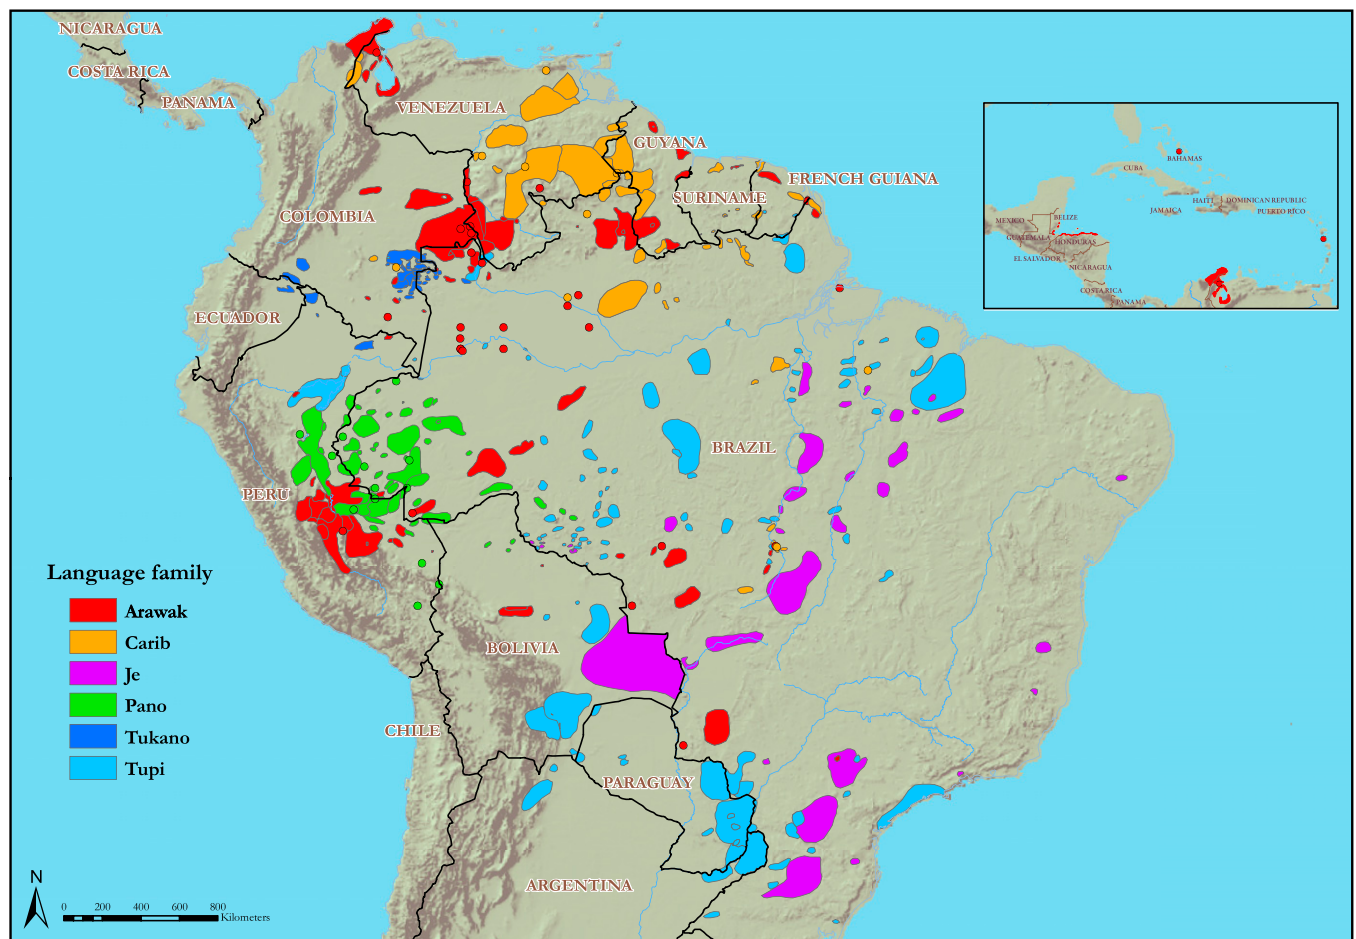 NICARAGUA
COSTA RICA
PANAMA
VENEZUELA
GUYANA
SURINAME
FRENCH GUIANA
COLOMBIA
ECUADOR
PERU
BRAZIL
BOLIVIA
CHILE
PARAGUAY
ARGENTINA
BAHAMAS
CUBA
HAITI
DOMINICAN REPUBLIC
JAMAICA
PUERTO RICO
MEXICO
BELIZE
GUATEMALA
HONDURAS
EL SALVADOR
NICARAGUA
COSTA RICA
PANAMA
Language family
Arawak
Carib
Je
Pano
Tukano
Tupi
N
0 200 400 600 800
Kilometers